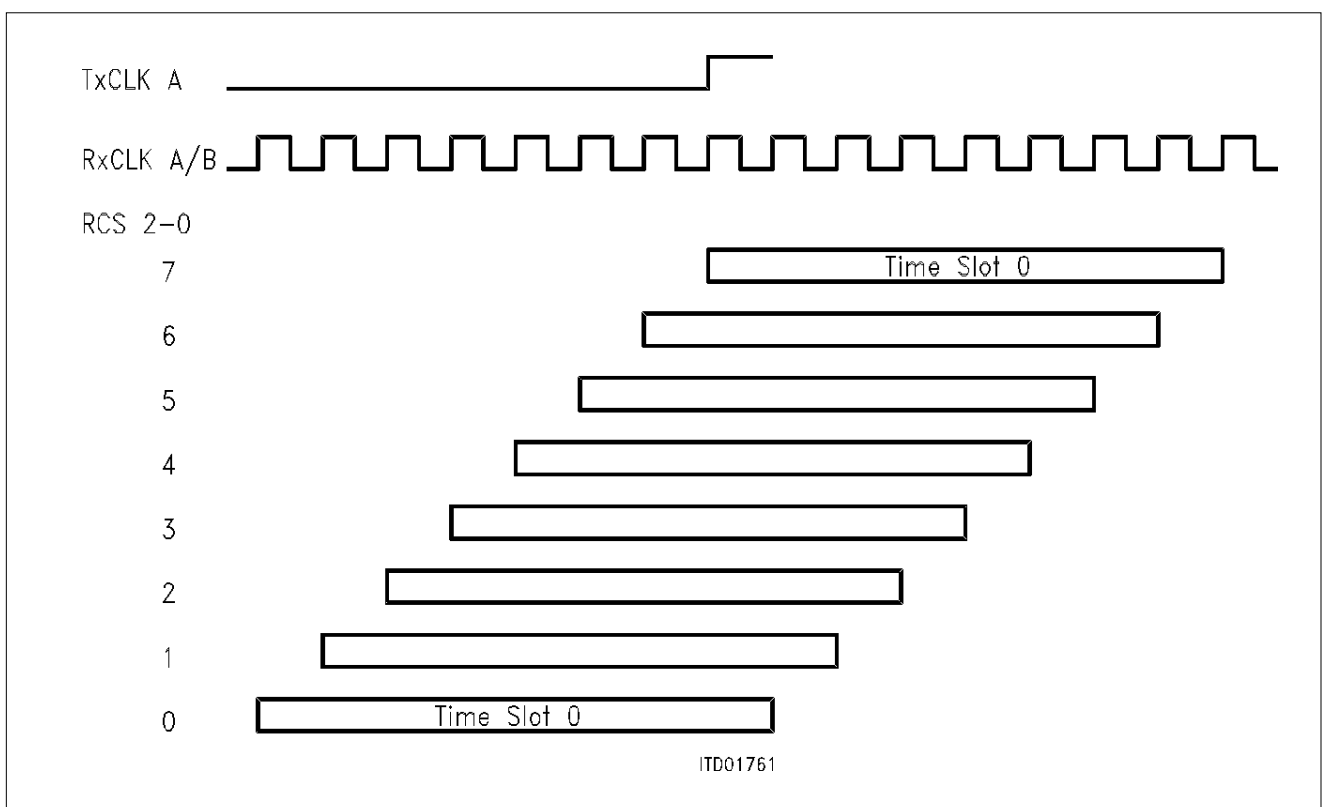 TxCLK A
RxCLK A/B
RCS 2-0
7 Time Slot 0
6
5
4
3
2
1
0 Time Slot 0
ITD01761